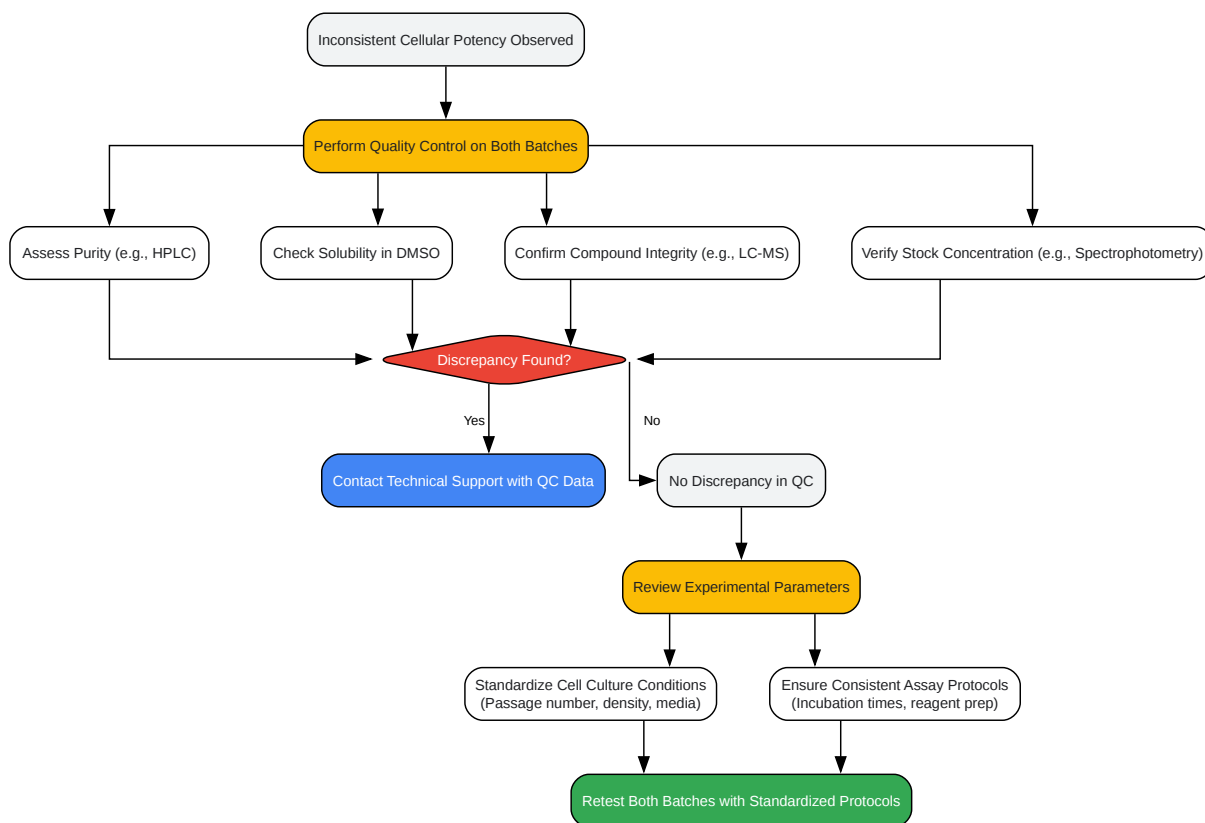 Inconsistent Cellular Potency Observed
Perform Quality Control on Both Batches
Assess Purity (e.g., HPLC)
Check Solubility in DMSO
Confirm Compound Integrity (e.g., LC-MS)
Verify Stock Concentration (e.g., Spectrophotometry)
Discrepancy Found?
Yes
No
Contact Technical Support with QC Data
No Discrepancy in QC
Review Experimental Parameters
Standardize Cell Culture Conditions
(Passage number, density, media)
Ensure Consistent Assay Protocols
(Incubation times, reagent prep)
Retest Both Batches with Standardized Protocols